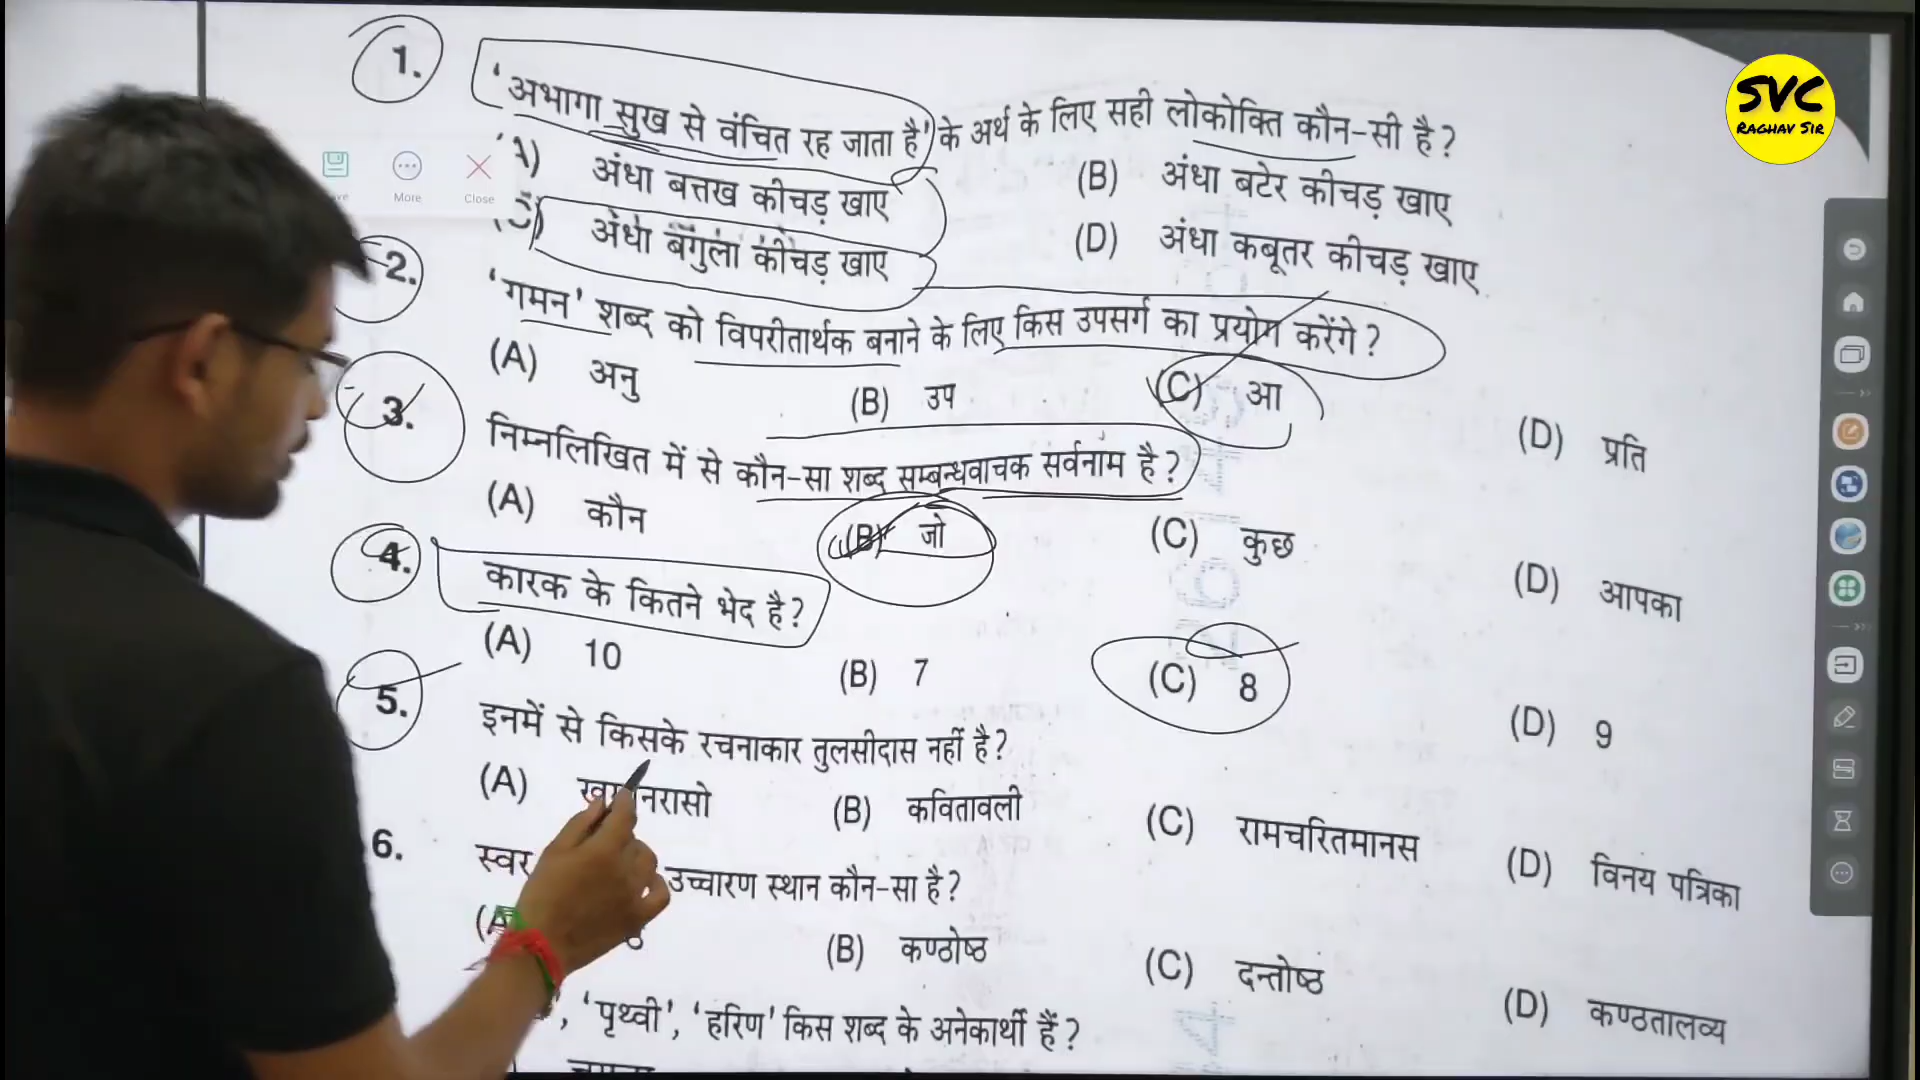 SVC
RAGHAV SIR
1. 'अभागा सुख से वंचित रह जाता है' के अर्थ के लिए सही लोकोक्ति कौन-सी है?
अंधा बत्तख कीचड़ खाए (B) अंधा बटेर कीचड़ खाए
अंधा बगुला कीचड़ खाए (D) अंधा कबूतर कीचड़ खाए
More Close
2. 'गमन' शब्द को विपरीतार्थक बनाने के लिए किस उपसर्ग का प्रयोग करेंगे?
(A) अनु (B) उप (C) आ (D) प्रति
3. निम्नलिखित में से कौन-सा शब्द सम्बन्धवाचक सर्वनाम है?
(A) कौन (B) जो (C) कुछ (D) आपका
4. कारक के कितने भेद है?
(A) 10 (B) 7 (C) 8 (D) 9
5. इनमें से किसके रचनाकार तुलसीदास नहीं है?
(A) (B) कवितावली (C) रामचरितमानस (D) विनय पत्रिका
6. स्वर उच्चारण स्थान कौन-सा है?
(B) कण्ठोष्ठ (C) दन्तोष्ठ (D) कण्ठतालव्य
, 'पृथ्वी', 'हरिण' किस शब्द के अनेकार्थी हैं?